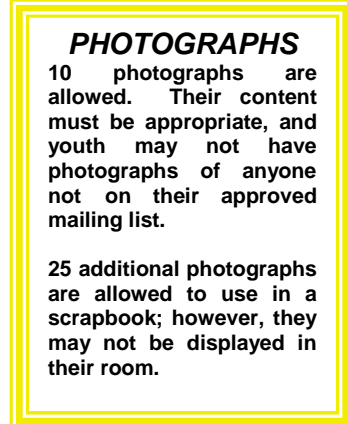 PHOTOGRAPHS
10 photographs are
allowed. Their content
must be appropriate, and
youth may not have
photographs of anyone
not on their approved
mailing list.
25 additional photographs
are allowed to use in a
scrapbook; however, they
may not be displayed in
their room.